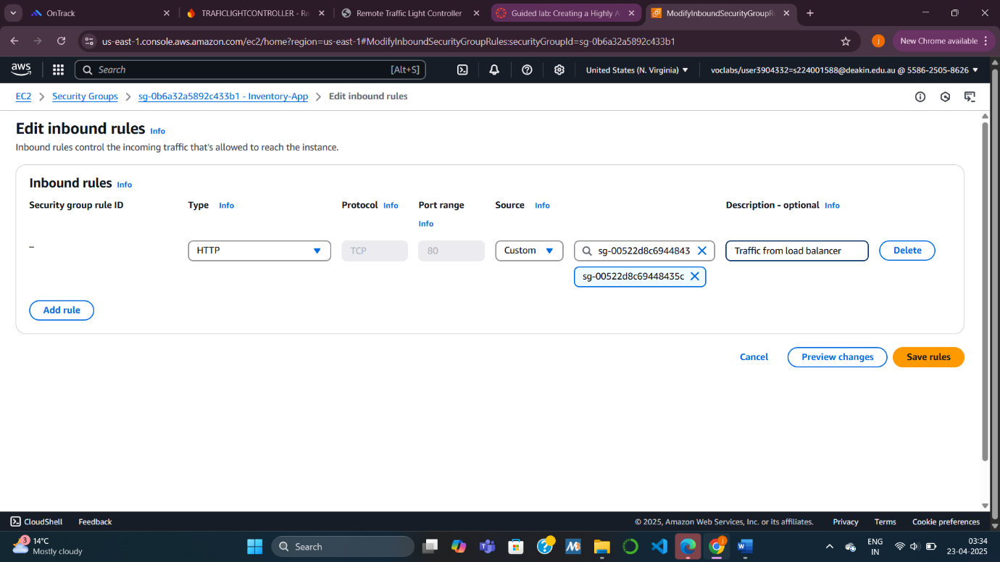 OnTrack
TRAFICLIGHTCONTROLLER - Re
Remote Traffic Light Controller
Guided lab: Creating a Highly A
ModifyInboundSecurityGroupR
us-east-1.console.aws.amazon.com/ec2/home?region=us-east-1#ModifyInboundSecurityGroupRules:securityGroupId=sg-0b6a32a5892c433b1
j
New Chrome available
aws
Search
[Alt+S]
United States (N. Virginia)
voclabs/user3904332=s224001588@deakin.edu.au @ 5586-2505-8626
EC2
Security Groups
sg-0b6a32a5892c433b1 - Inventory-App
Edit inbound rules
Edit inbound rules Info
Inbound rules control the incoming traffic that's allowed to reach the instance.
Inbound rules Info
Security group rule ID
Type Info
Protocol Info
Port range
Info
Source Info
Description - optional Info
–
HTTP
TCP
80
Custom
sg-00522d8c6944843
Traffic from load balancer
Delete
sg-00522d8c69448435c
Add rule
Cancel
Preview changes
Save rules
CloudShell
Feedback
© 2025, Amazon Web Services, Inc. or its affiliates.
Privacy
Terms
Cookie preferences
3
14°C
Mostly cloudy
Search
ENG
IN
03:34
23-04-2025